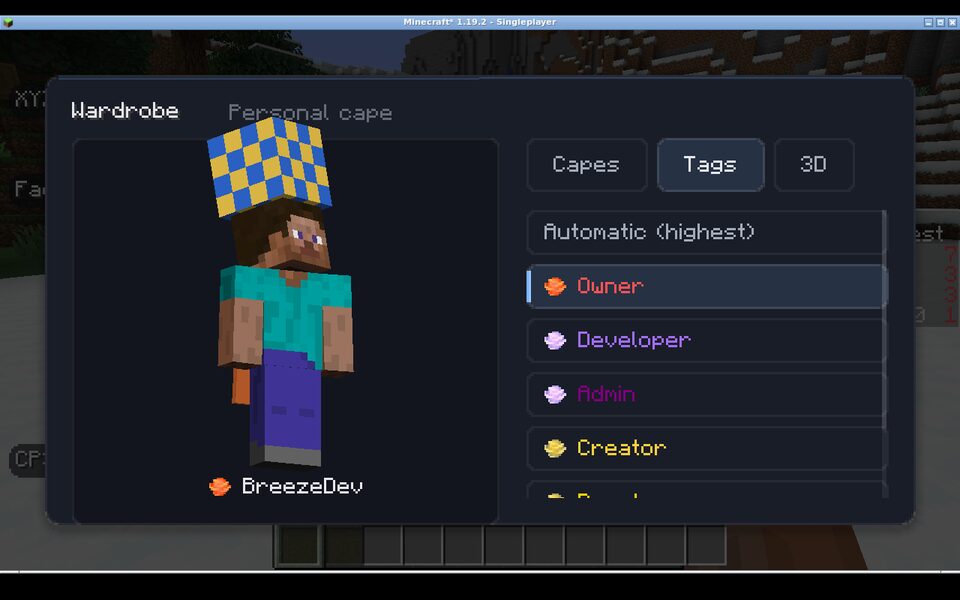 Minecraft* 1.19.2 - Singleplayer
Wardrobe
Personal cape
Capes
Tags
3D
Automatic (highest)
Owner
Developer
Admin
Creator
BreezeDev